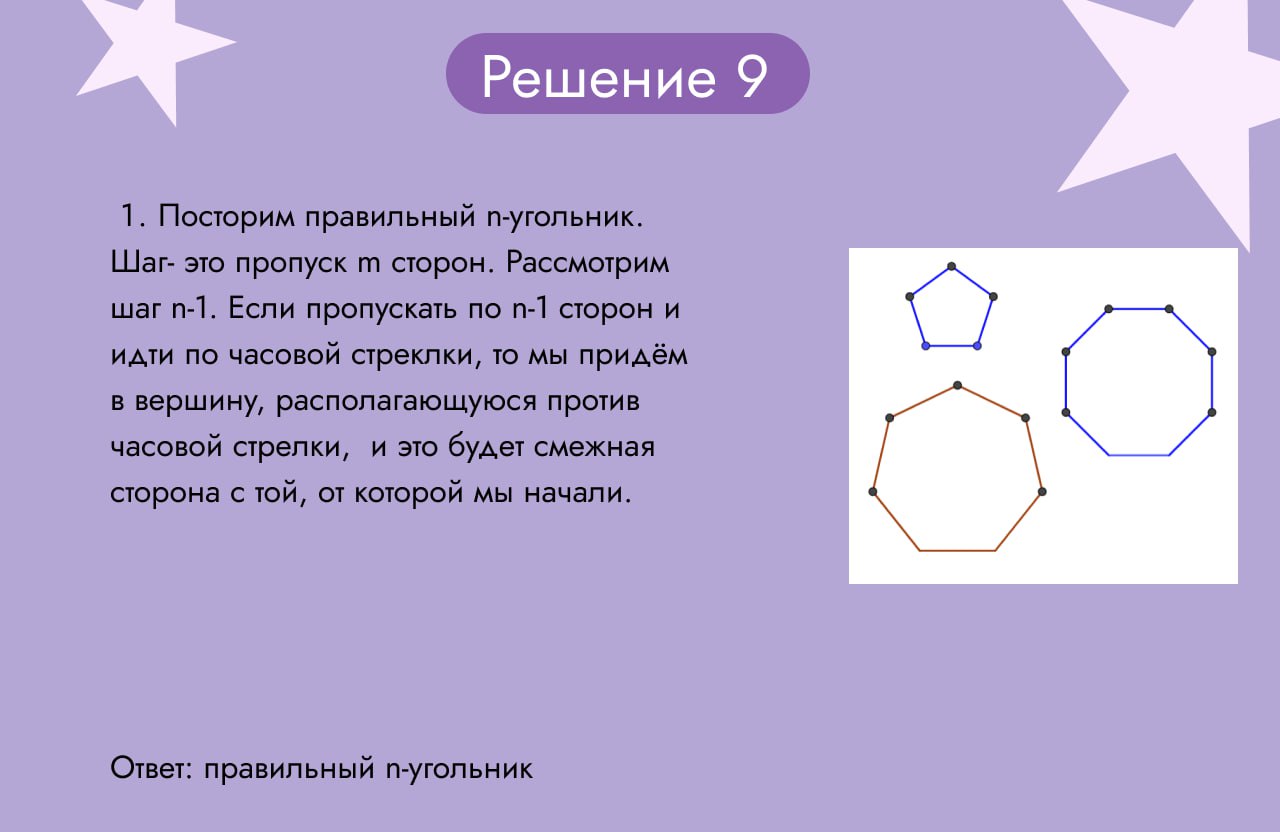 Решение 9
1. Посторим правильный n-угольник.
Шаг- это пропуск m сторон. Рассмотрим
шаг n-1. Если пропускать по n-1 сторон и
идти по часовой стреклки, то мы придём
в вершину, располагающуюся против
часовой стрелки,  и это будет смежная
сторона с той, от которой мы начали.
Ответ: правильный n-угольник